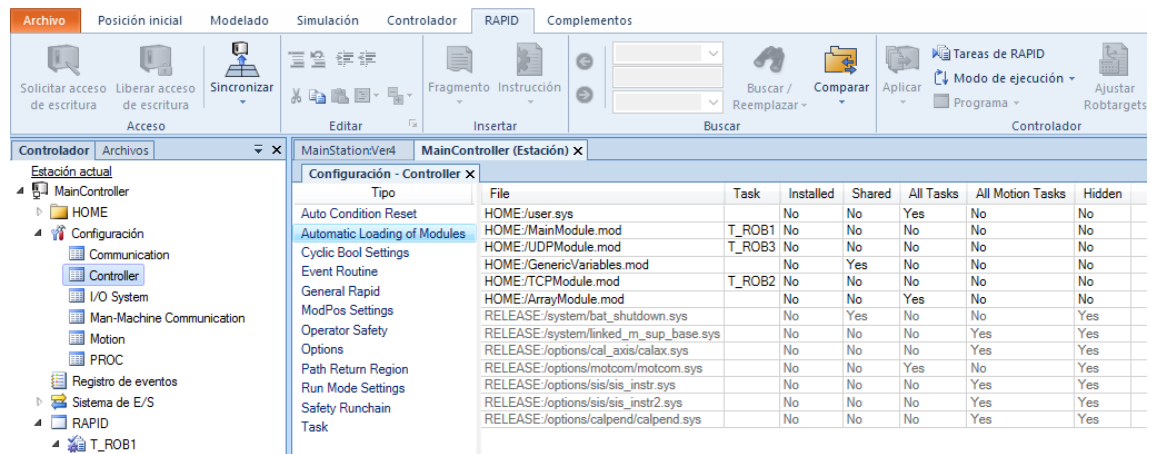 Archivo Posición inicial Modelado Simulación Controlador RAPID Complementos
Solicitar acceso de escritura Liberar acceso de escritura Sincronizar
Acceso
Editar
Fragmento Instrucción
Insertar
Buscar / Reemplazar Comparar
Buscar
Aplicar
Tareas de RAPID
Modo de ejecución
Programa
Ajustar Robtargets
Controlador
Controlador Archivos
Estación actual
MainController
HOME
Configuración
Communication
Controller
I/O System
Man-Machine Communication
Motion
PROC
Registro de eventos
Sistema de E/S
RAPID
T_ROB1
MainStation:Ver4 MainController (Estación) X
Configuración - Controller X
Tipo
Auto Condition Reset
Automatic Loading of Modules
Cyclic Bool Settings
Event Routine
General Rapid
ModPos Settings
Operator Safety
Options
Path Return Region
Run Mode Settings
Safety Runchain
Task
File Task Installed Shared All Tasks All Motion Tasks Hidden
HOME:/user.sys No No Yes No No
HOME:/MainModule.mod T_ROB1 No No No No No
HOME:/UDPModule.mod T_ROB3 No No No No No
HOME:/GenericVariables.mod No Yes No No No
HOME:/TCPModule.mod T_ROB2 No No No No No
HOME:/ArrayModule.mod No No Yes No No
RELEASE:/system/bat_shutdown.sys No Yes No No Yes
RELEASE:/system/linked_m_sup_base.sys No No No Yes Yes
RELEASE:/options/cal_axis/calax.sys No No No Yes Yes
RELEASE:/options/motcom/motcom.sys No No Yes No Yes
RELEASE:/options/sis/sis_instr.sys No No No Yes Yes
RELEASE:/options/sis/sis_instr2.sys No No No Yes Yes
RELEASE:/options/calpend/calpend.sys No No No Yes Yes